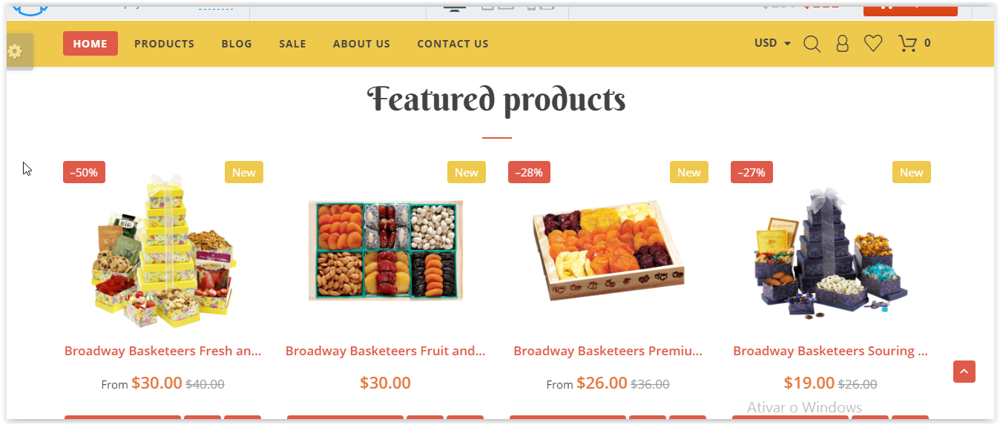 HOME PRODUCTS BLOG SALE ABOUT US CONTACT US USD 0
Featured products
–50% New New –28% New –27% New
Broadway Basketeers Fresh an... Broadway Basketeers Fruit and... Broadway Basketeers Premiu... Broadway Basketeers Souring ...
From $30.00 $40.00 $30.00 From $26.00 $36.00 $19.00 $26.00
Ativar o Windows